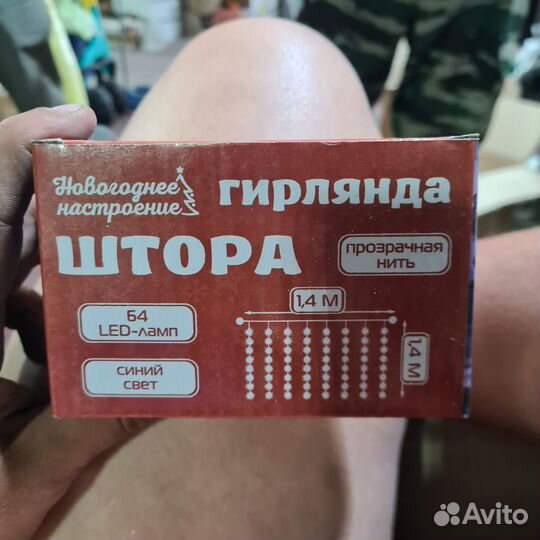 Новогоднее
настроение
ГИРЛЯНДА
ШТОРА
ПРОЗРАЧНАЯ
НИТЬ
64
LED-ЛАМП
СИНИЙ
СВЕТ
1,4 М
1,4 М
Avito